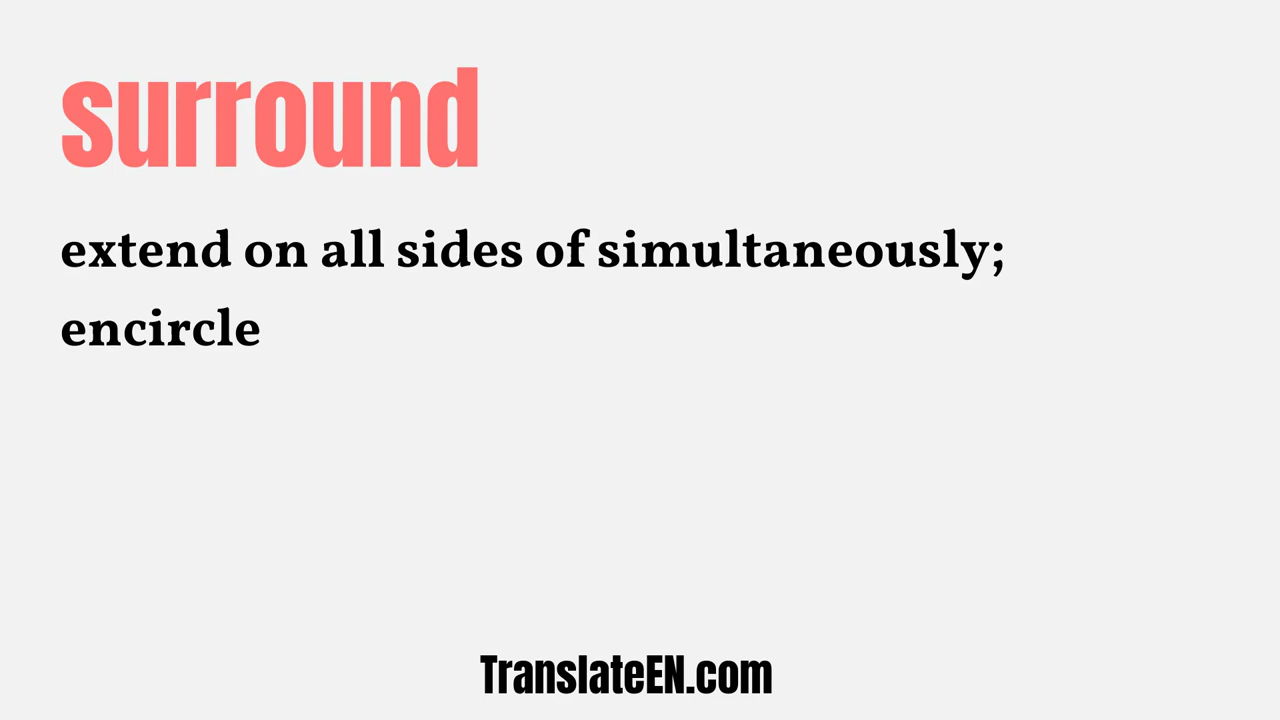 surround
extend on all sides of simultaneously;
encircle
TranslateEN.com